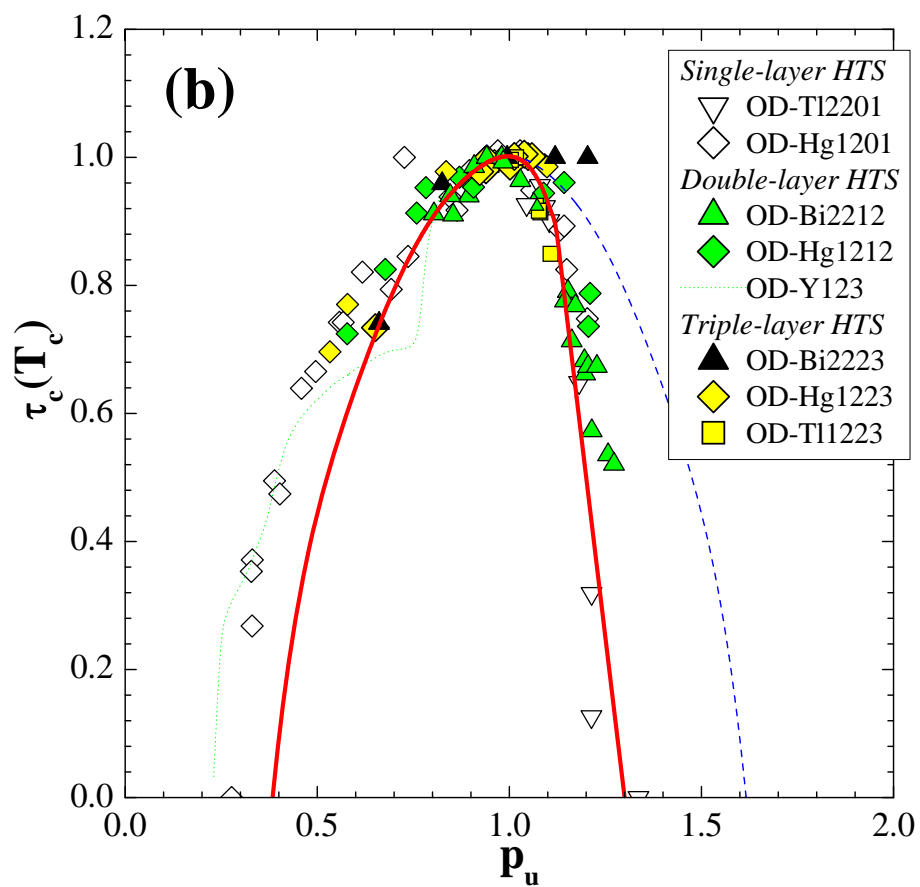 (b)
Single-layer HTS
OD-Tl2201
OD-Hg1201
Double-layer HTS
OD-Bi2212
OD-Hg1212
OD-Y123
Triple-layer HTS
OD-Bi2223
OD-Hg1223
OD-Tl1223
τc(Tc)
1.2
1.0
0.8
0.6
0.4
0.2
0.0
0.0 0.5 1.0 1.5 2.0
pu